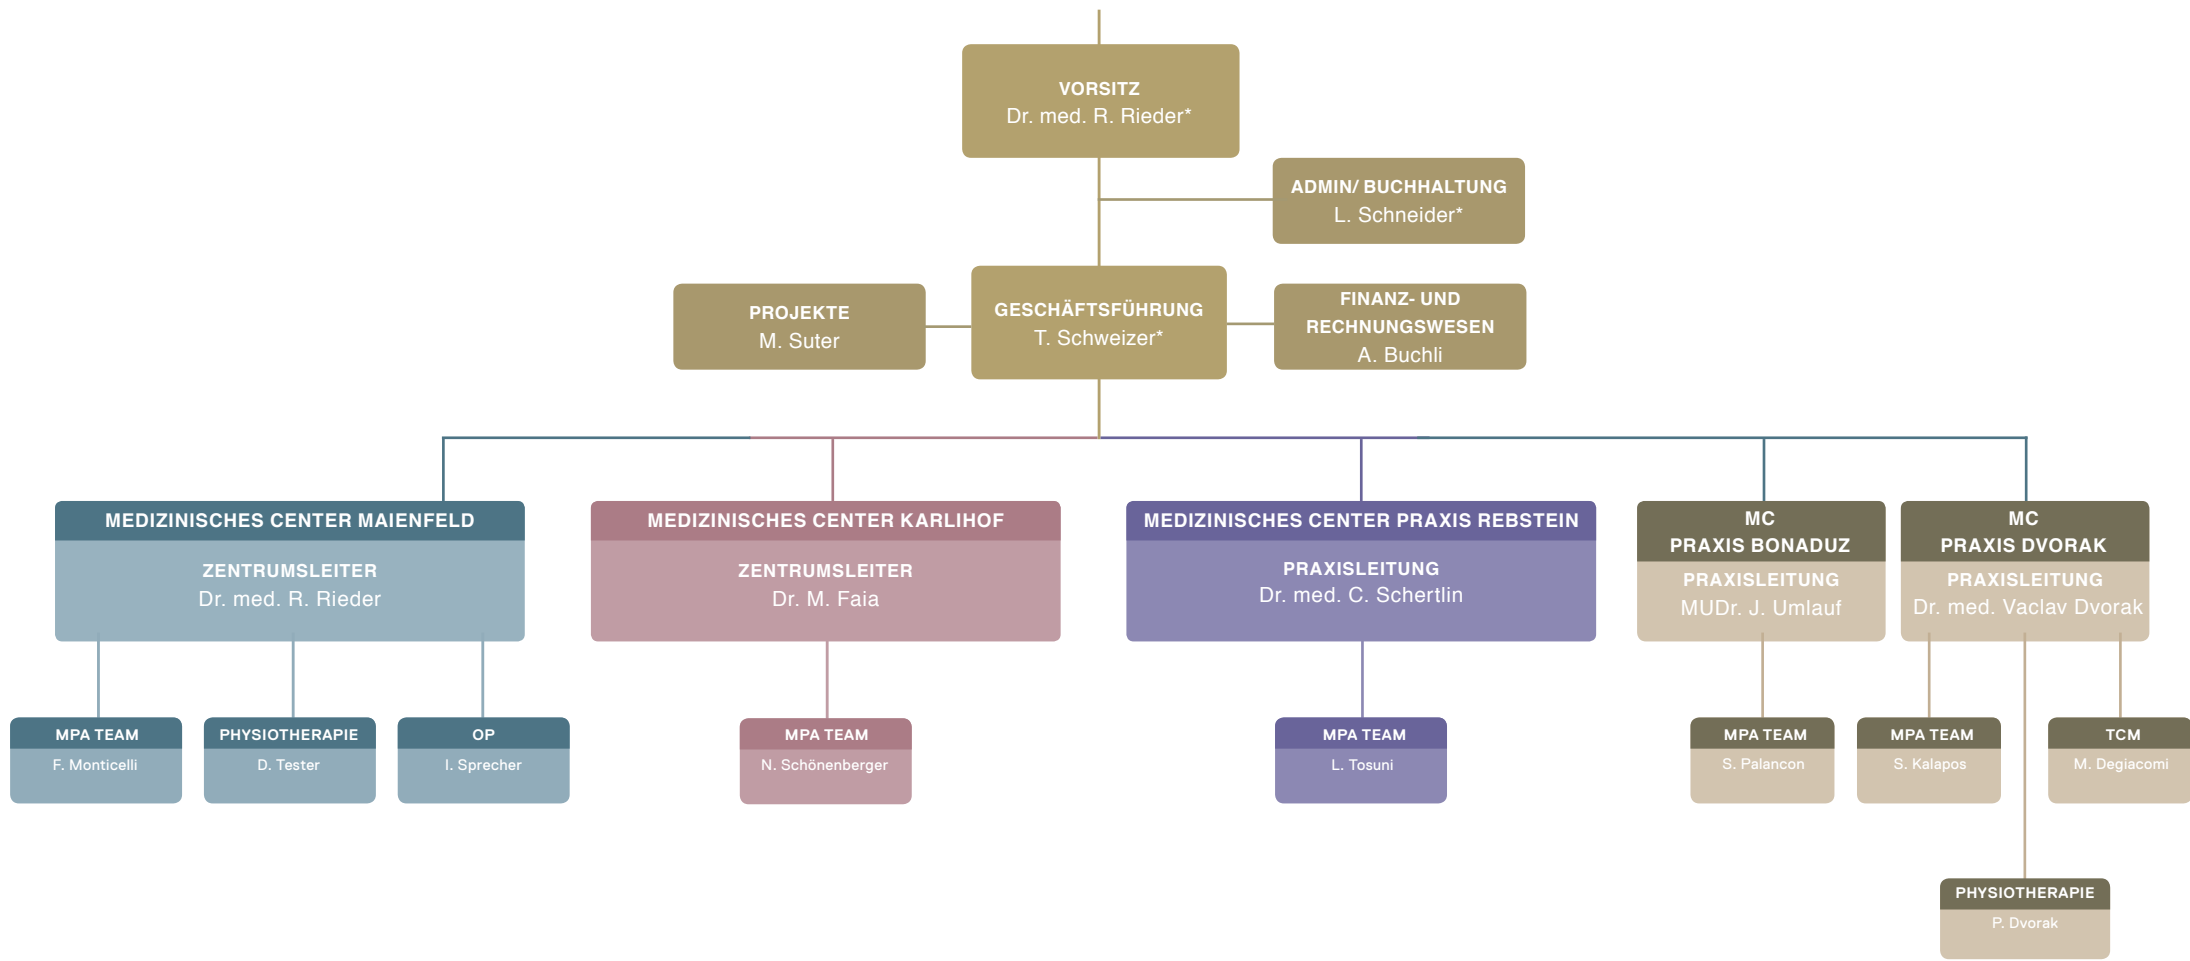 VORSITZ
Dr. med. R. Rieder*
ADMIN/ BUCHHALTUNG
L. Schneider*
PROJEKTE
M. Suter
GESCHÄFTSFÜHRUNG
T. Schweizer*
FINANZ- UND
RECHNUNGSWESEN
A. Buchli
MEDIZINISCHES CENTER MAIENFELD
ZENTRUMSLEITER
Dr. med. R. Rieder
MEDIZINISCHES CENTER KARLIHOF
ZENTRUMSLEITER
Dr. M. Faia
MEDIZINISCHES CENTER PRAXIS REBSTEIN
PRAXISLEITUNG
Dr. med. C. Schertlin
MC
PRAXIS BONADUZ
PRAXISLEITUNG
MUDr. J. Umlauf
MC
PRAXIS DVORAK
PRAXISLEITUNG
Dr. med. Vaclav Dvorak
MPA TEAM
F. Monticelli
PHYSIOTHERAPIE
D. Tester
OP
I. Sprecher
MPA TEAM
N. Schönenberger
MPA TEAM
L. Tosuni
MPA TEAM
S. Palancon
MPA TEAM
S. Kalapos
TCM
M. Degiacomi
PHYSIOTHERAPIE
P. Dvorak